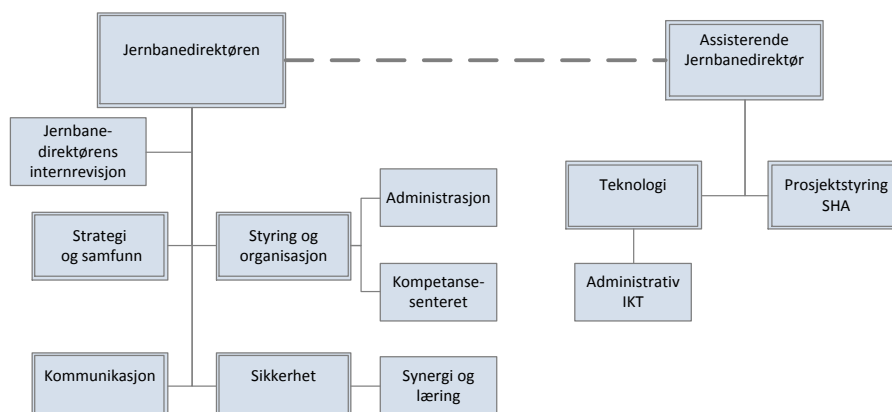 Jernbanedirektøren
Assisterende
Jernbanedirektør
Jernbane-
direktørens
internrevisjon
Teknologi
Prosjektstyring
SHA
Administrasjon
Strategi
og samfunn
Styring og
organisasjon
Kompetanse-
senteret
Administrativ
IKT
Kommunikasjon
Sikkerhet
Synergi og
læring